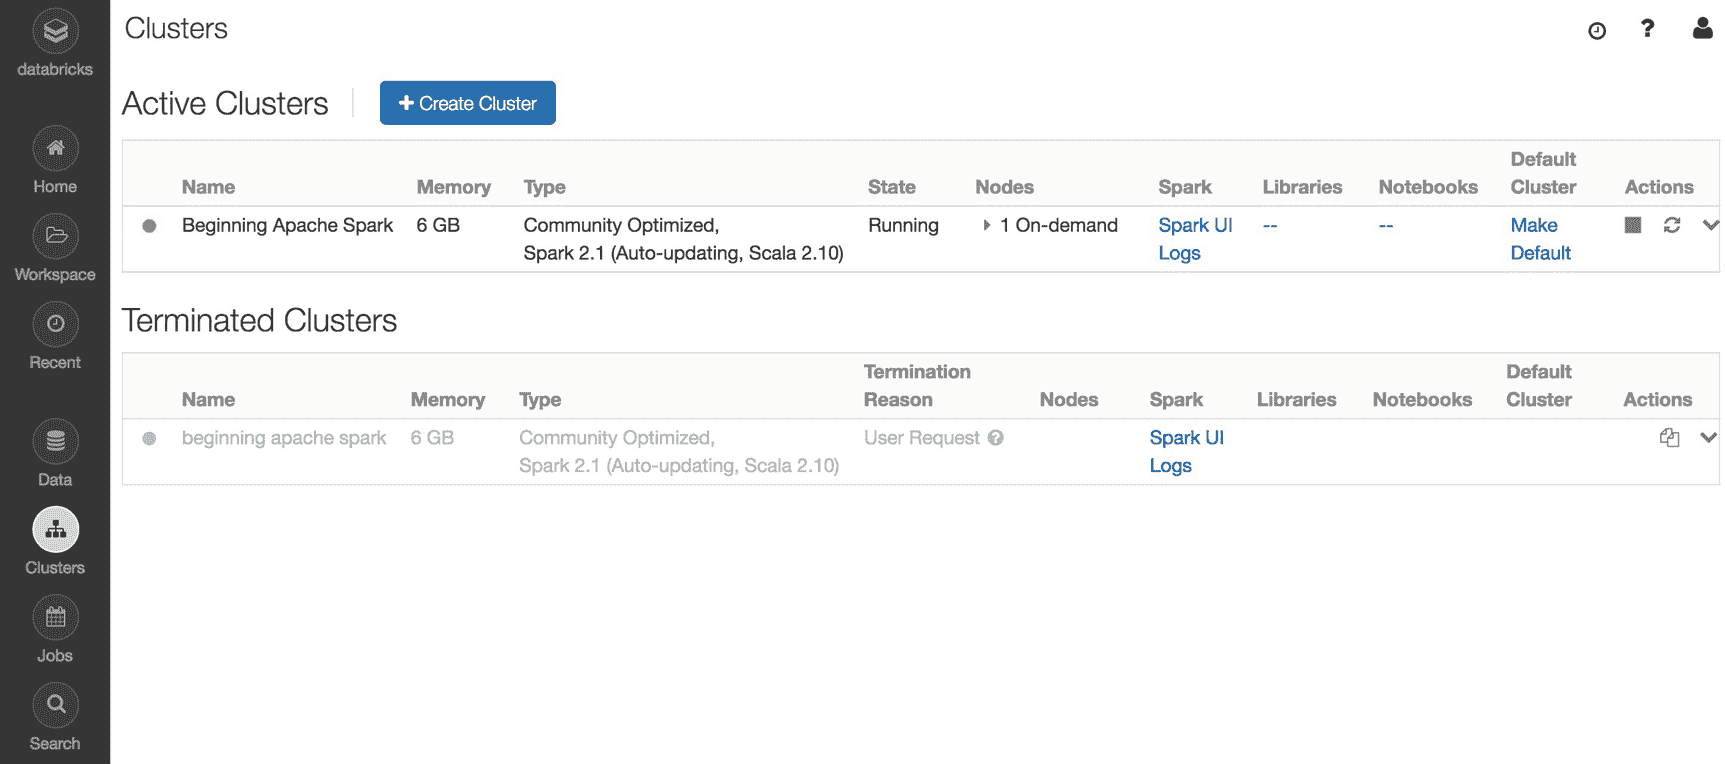 databricks
Home
Workspace
Recent
Data
Clusters
Jobs
Search
Clusters
?
Active Clusters
+ Create Cluster
Name Memory Type State Nodes Spark Libraries Notebooks Default Cluster Actions
Beginning Apache Spark 6 GB Community Optimized, Running 1 On-demand Spark UI -- -- Make
Spark 2.1 (Auto-updating, Scala 2.10) Logs Default
Terminated Clusters
Name Memory Type Termination Reason Nodes Spark Libraries Notebooks Default Cluster Actions
beginning apache spark 6 GB Community Optimized, User Request ? Spark UI
Spark 2.1 (Auto-updating, Scala 2.10) Logs